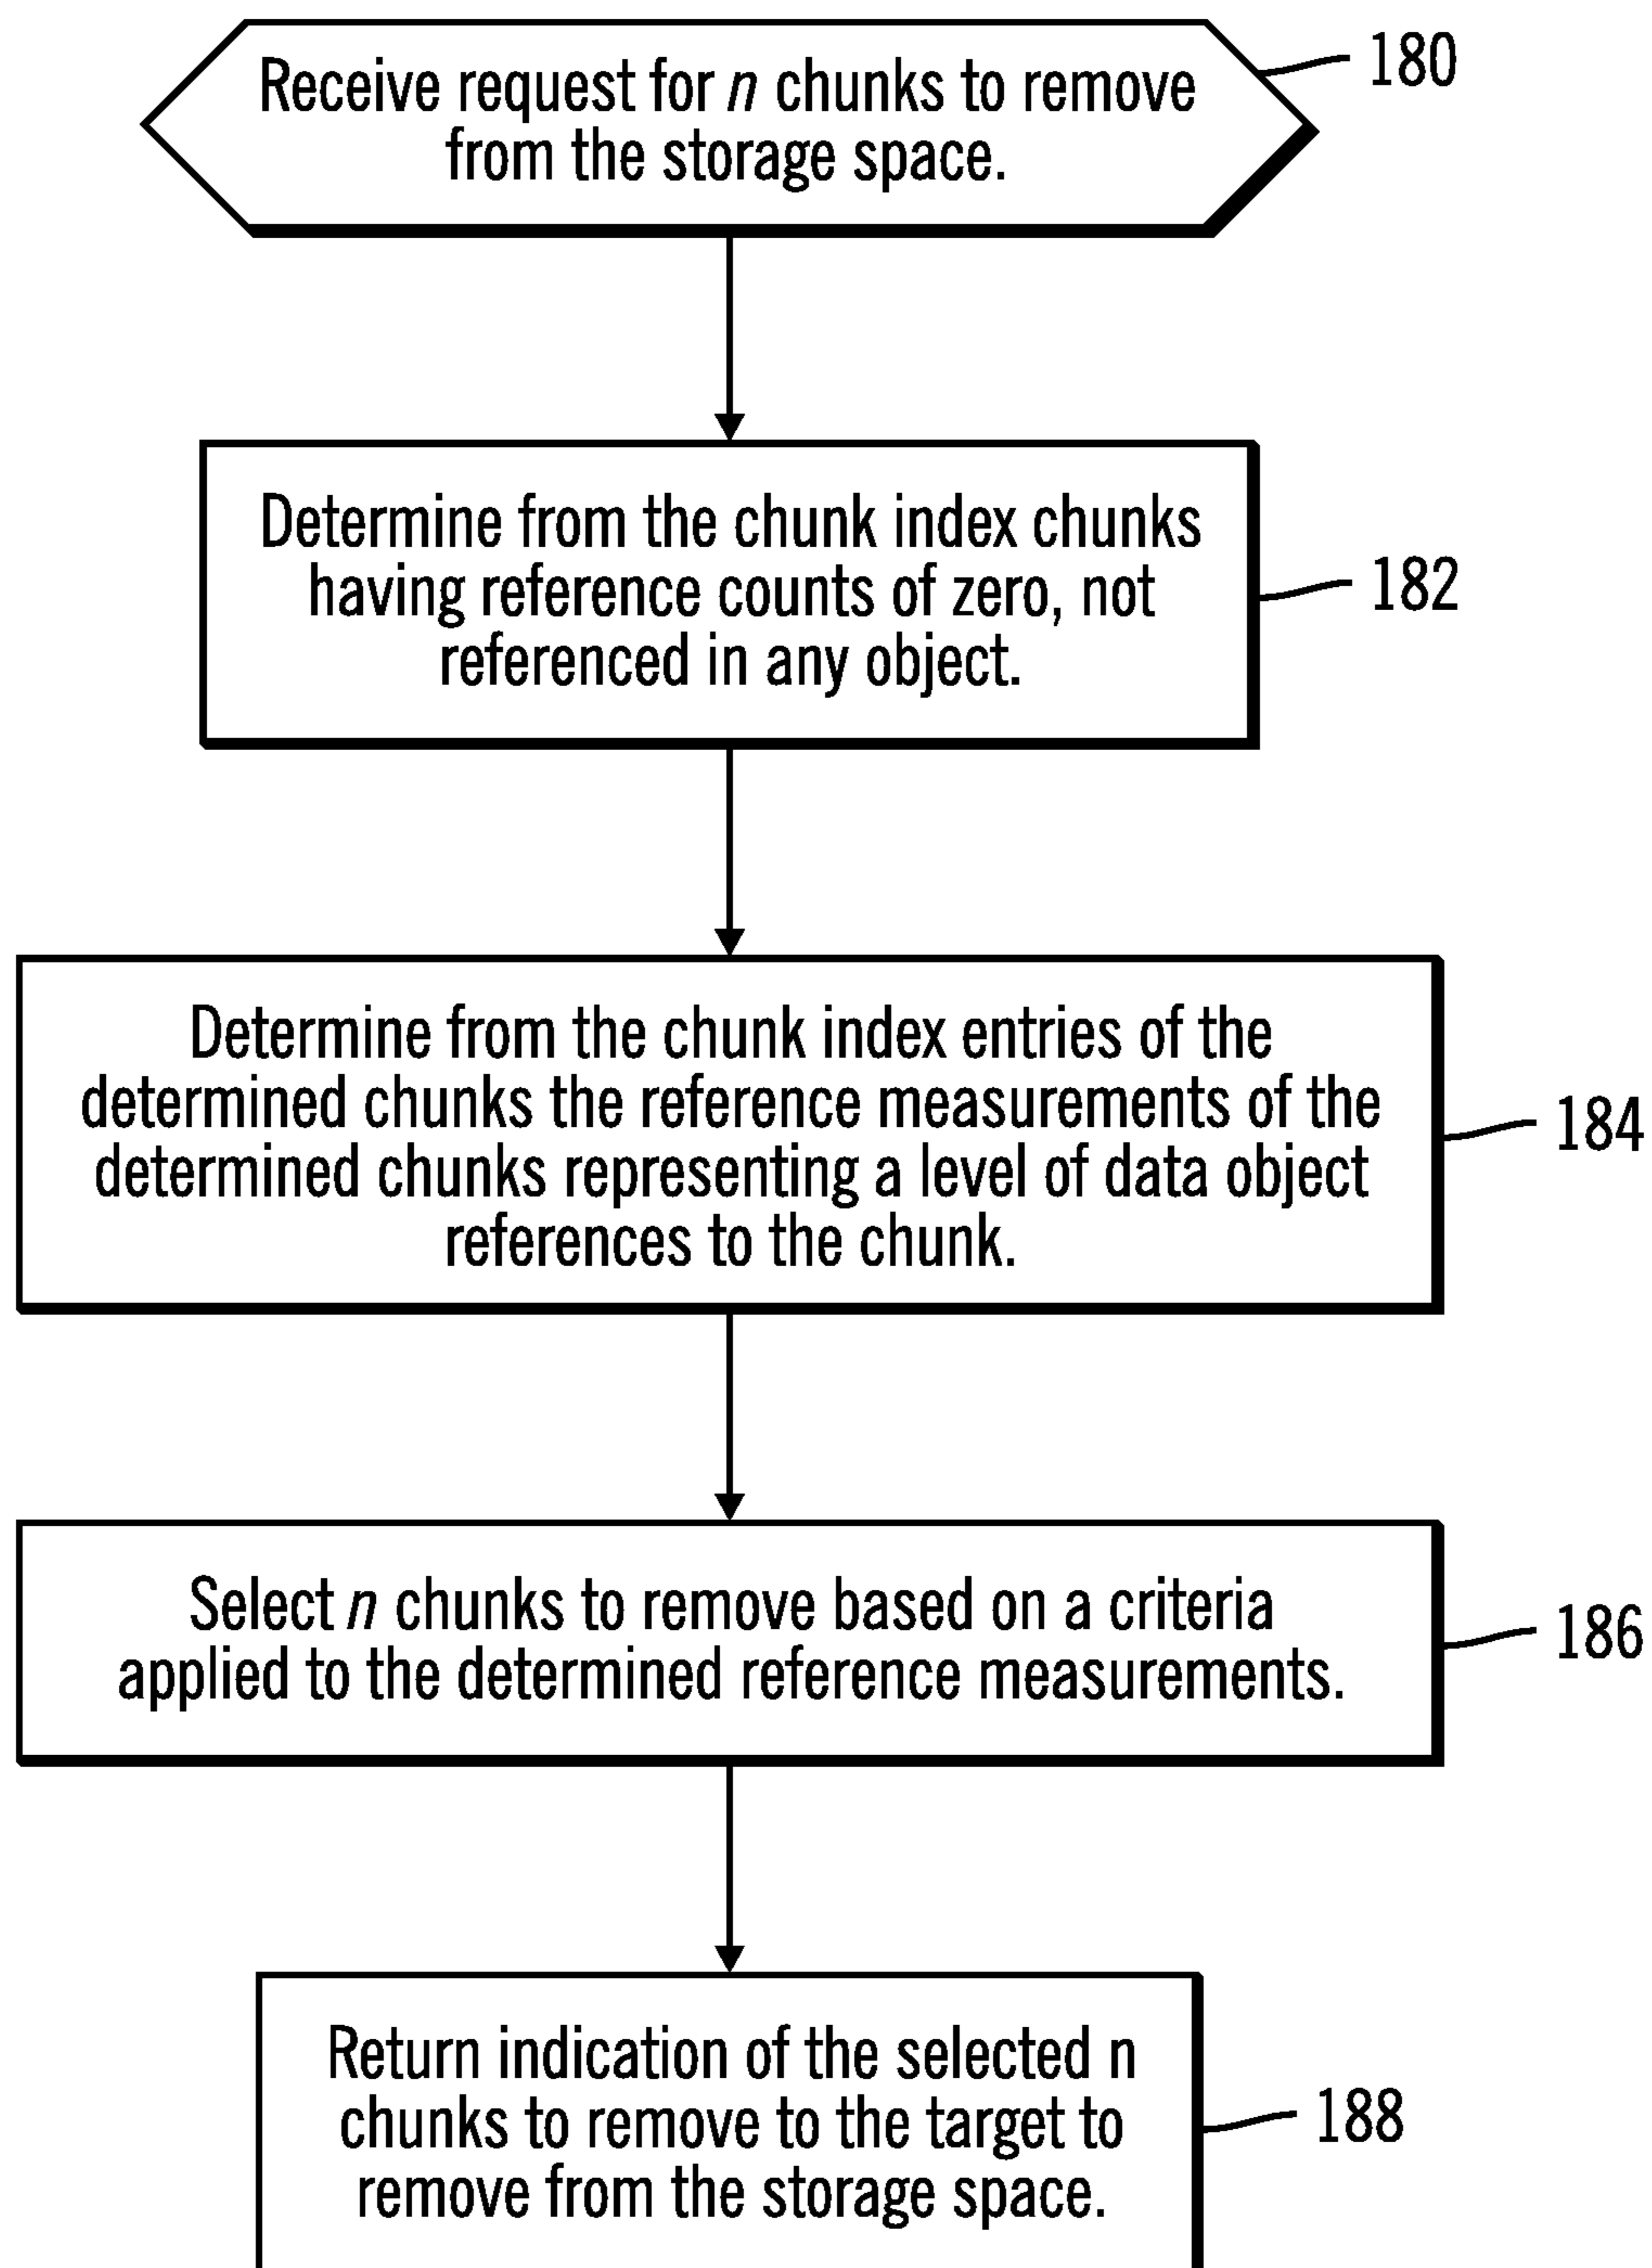 Receive request for n chunks to remove
from the storage space.
180
Determine from the chunk index chunks
having reference counts of zero, not
referenced in any object.
182
Determine from the chunk index entries of the
determined chunks the reference measurements of the
determined chunks representing a level of data object
references to the chunk.
184
Select n chunks to remove based on a criteria
applied to the determined reference measurements.
186
Return indication of the selected n
chunks to remove to the target to
remove from the storage space.
188